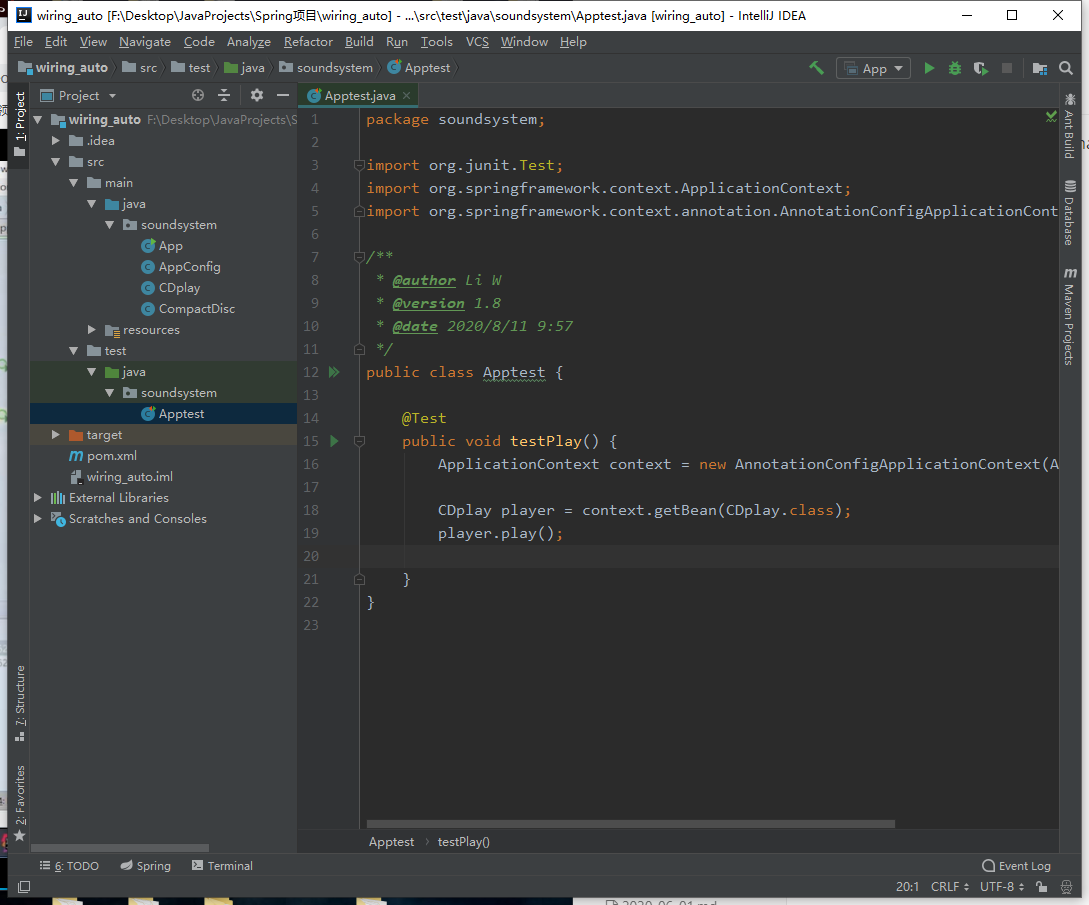 wiring_auto [F:\Desktop\JavaProjects\Spring项目\wiring_auto] - ...\src\test\java\soundsystem\Apptest.java [wiring_auto] - IntelliJ IDEA
File Edit View Navigate Code Analyze Refactor Build Run Tools VCS Window Help
wiring_auto src test java soundsystem Apptest App
Project Apptest.java
1: Project
wiring_auto F:\Desktop\JavaProjects\S
.idea
src
main
java
soundsystem
App
AppConfig
CDplay
CompactDisc
resources
test
java
soundsystem
Apptest
target
pom.xml
wiring_auto.iml
External Libraries
Scratches and Consoles
7: Structure
2: Favorites
1 package soundsystem;
2
3 import org.junit.Test;
4 import org.springframework.context.ApplicationContext;
5 import org.springframework.context.annotation.AnnotationConfigApplicationCont
6
7 /**
8 * @author Li W
9 * @version 1.8
10 * @date 2020/8/11 9:57
11 */
12 public class Apptest {
13
14 @Test
15 public void testPlay() {
16 ApplicationContext context = new AnnotationConfigApplicationContext(A
17
18 CDplay player = context.getBean(CDplay.class);
19 player.play();
20
21 }
22 }
23
Ant Build
Database
Maven Projects
Apptest testPlay()
6: TODO Spring Terminal Event Log
20:1 CRLF UTF-8
2020-06-01.md